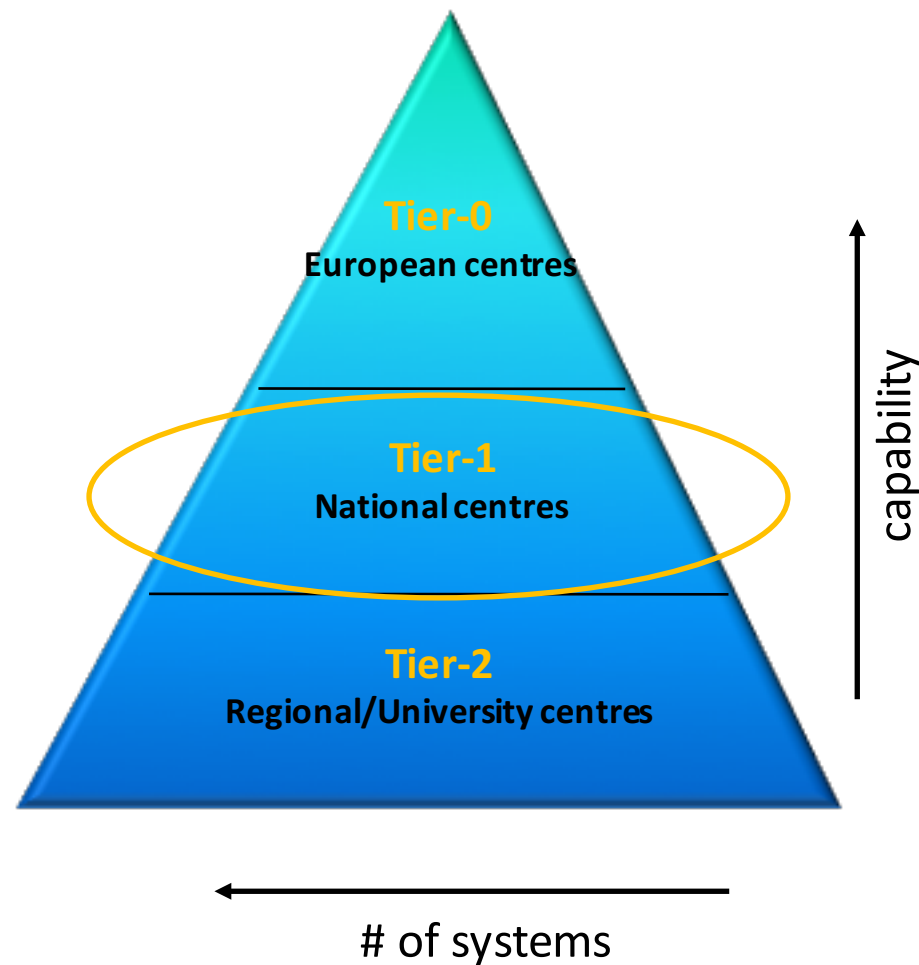 Tier-0
European centres
Tier-1
National centres
Tier-2
Regional/University centres
capability
# of systems